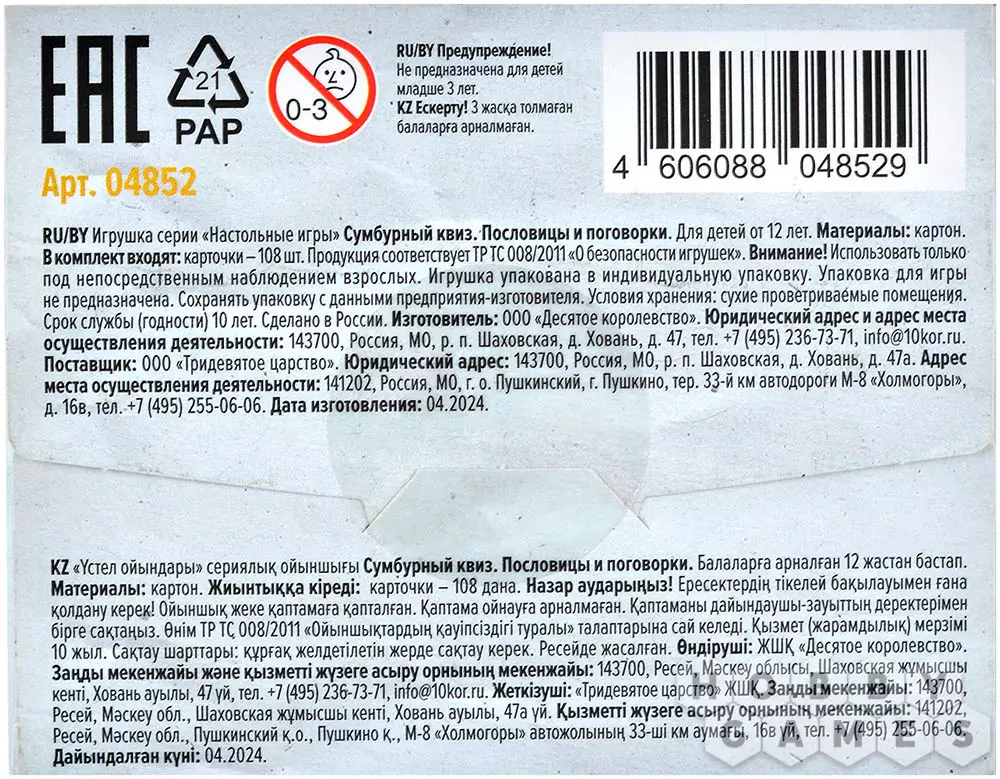 EAC
21
PAP
0-3
RU/BY Предупреждение!
Не предназначена для детей
младше 3 лет.
KZ Ескерту! 3 жасқа толмаған
балаларға арналмаған.
4 606088 048529
Арт. 04852
RU/BY Игрушка серии «Настольные игры» Сумбурный квиз. Пословицы и поговорки. Для детей от 12 лет. Материалы: картон.
В комплект входят: карточки – 108 шт. Продукция соответствует ТР ТС 008/2011 «О безопасности игрушек». Внимание! Использовать только
под непосредственным наблюдением взрослых. Игрушка упакована в индивидуальную упаковку. Упаковка для игры
не предназначена. Сохранять упаковку с данными предприятия-изготовителя. Условия хранения: сухие проветриваемые помещения.
Срок службы (годности) 10 лет. Сделано в России. Изготовитель: ООО «Десятое королевство». Юридический адрес и адрес места
осуществления деятельности: 143700, Россия, МО, р. п. Шаховская, д. Ховань, д. 47, тел. +7 (495) 236-73-71, info@10kor.ru.
Поставщик: ООО «Тридевятое царство». Юридический адрес: 143700, Россия, МО, р. п. Шаховская, д. Ховань, д. 47а. Адрес
места осуществления деятельности: 141202, Россия, МО, г. о. Пушкинский, г. Пушкино, тер. 33-й км автодороги М-8 «Холмогоры»,
д. 16в, тел. +7 (495) 255-06-06. Дата изготовления: 04.2024.
KZ «Үстел ойындары» сериялық ойыншығы Сумбурный квиз. Пословицы и поговорки. Балаларға арналған 12 жастан бастап.
Материалы: картон. Жиынтыққа кіреді: карточки – 108 дана. Назар аударыңыз! Ересектердің тікелей бақылауымен ғана
қолдану керек! Ойыншық жеке қаптамаға қапталған. Қаптама ойнауға арналмаған. Қаптаманы дайындаушы-зауыттың деректерімен
бірге сақтаңыз. Өнім ТР ТС 008/2011 «Ойыншықтардың қауіпсіздігі туралы» талаптарына сай келеді. Қызмет (жарамдылық) мерзімі
10 жыл. Сақтау шарттары: құрғақ желдетілетін жерде сақтау керек. Ресейде жасалған. Өндіруші: ЖШҚ «Десятое королевство».
Заңды мекенжайы және қызметті жүзеге асыру орнының мекенжайы: 143700, Ресей, Мәскеу облысы, Шаховская жұмысшы
кенті, Ховань ауылы, 47 үй, тел. +7 (495) 236-73-71, info@10kor.ru. Жеткізуші: «Тридевятое царство» ЖШҚ. Заңды мекенжайы: 143700,
Ресей, Мәскеу обл., Шаховская жұмысшы кенті, Ховань ауылы, 47а үй. Қызметті жүзеге асыру орнының мекенжайы: 141202,
Ресей, Мәскеу обл., Пушкинский қ.о., Пушкино қ., М-8 «Холмогоры» автожолының 33-ші км аумағы, 16в үй, тел. +7 (495) 255-06-06.
Дайындалған күні: 04.2024.
HOBBY
GAMES